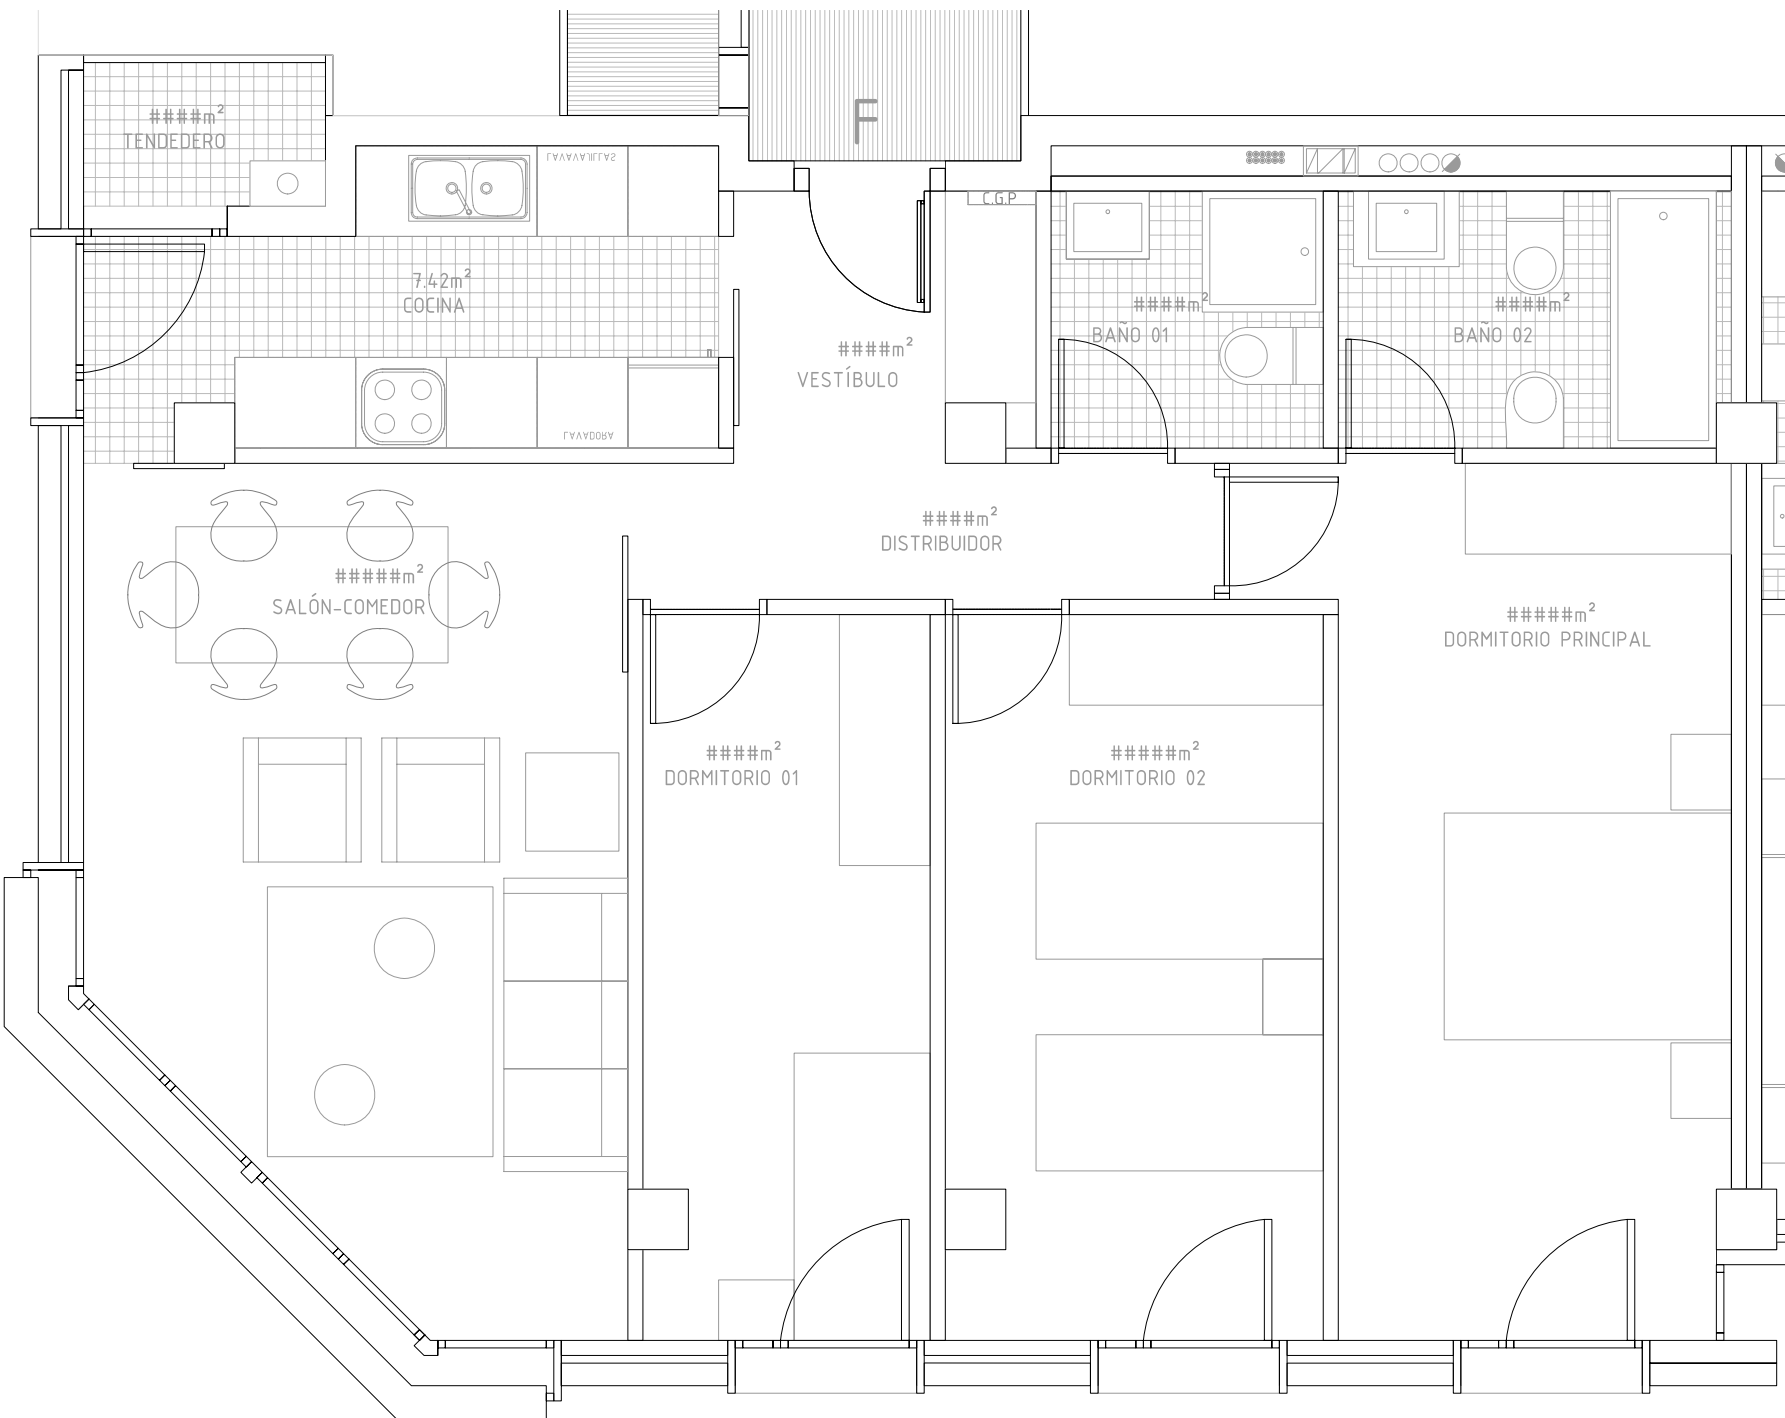 F
####m²
TENDEDERO
LAVAVAJILLAS
C.G.P
7.42m²
COCINA
####m²
BAÑO 01
####m²
BAÑO 02
####m²
VESTÍBULO
LAVADORA
####m²
DISTRIBUIDOR
#####m²
SALÓN-COMEDOR
#####m²
DORMITORIO PRINCIPAL
####m²
DORMITORIO 01
#####m²
DORMITORIO 02